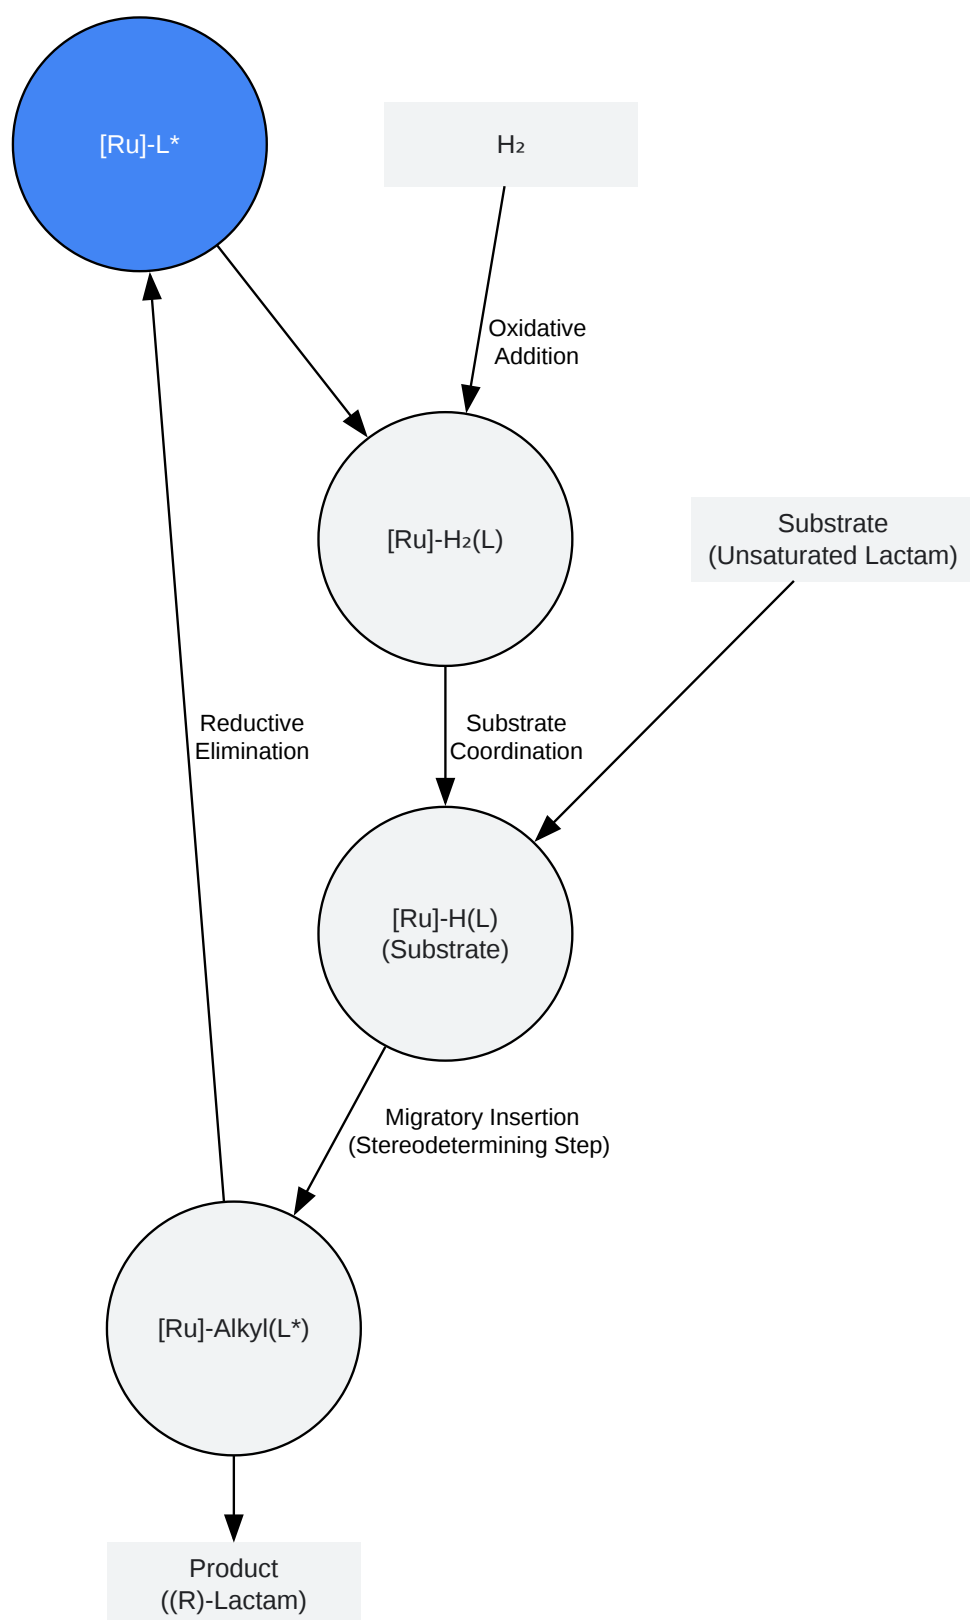 [Ru]-L*
H₂
Oxidative
Addition
[Ru]-H₂(L)
Substrate
(Unsaturated Lactam)
Reductive
Elimination
Substrate
Coordination
[Ru]-H(L)
(Substrate)
Migratory Insertion
(Stereodetermining Step)
[Ru]-Alkyl(L*)
Product
((R)-Lactam)